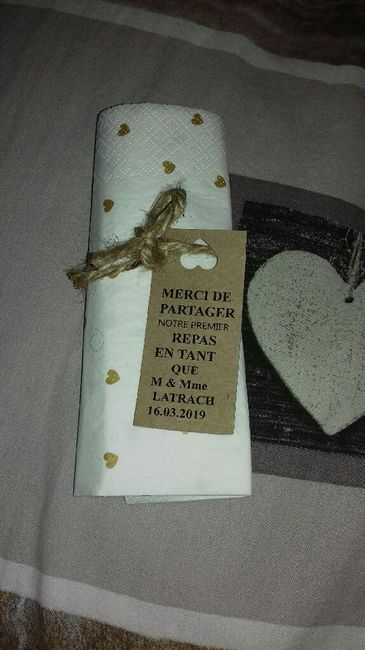 MERCI DE
PARTAGER
NOTRE PREMIER
REPAS
EN TANT
QUE
M & Mme
LATRACH
16.03.2019